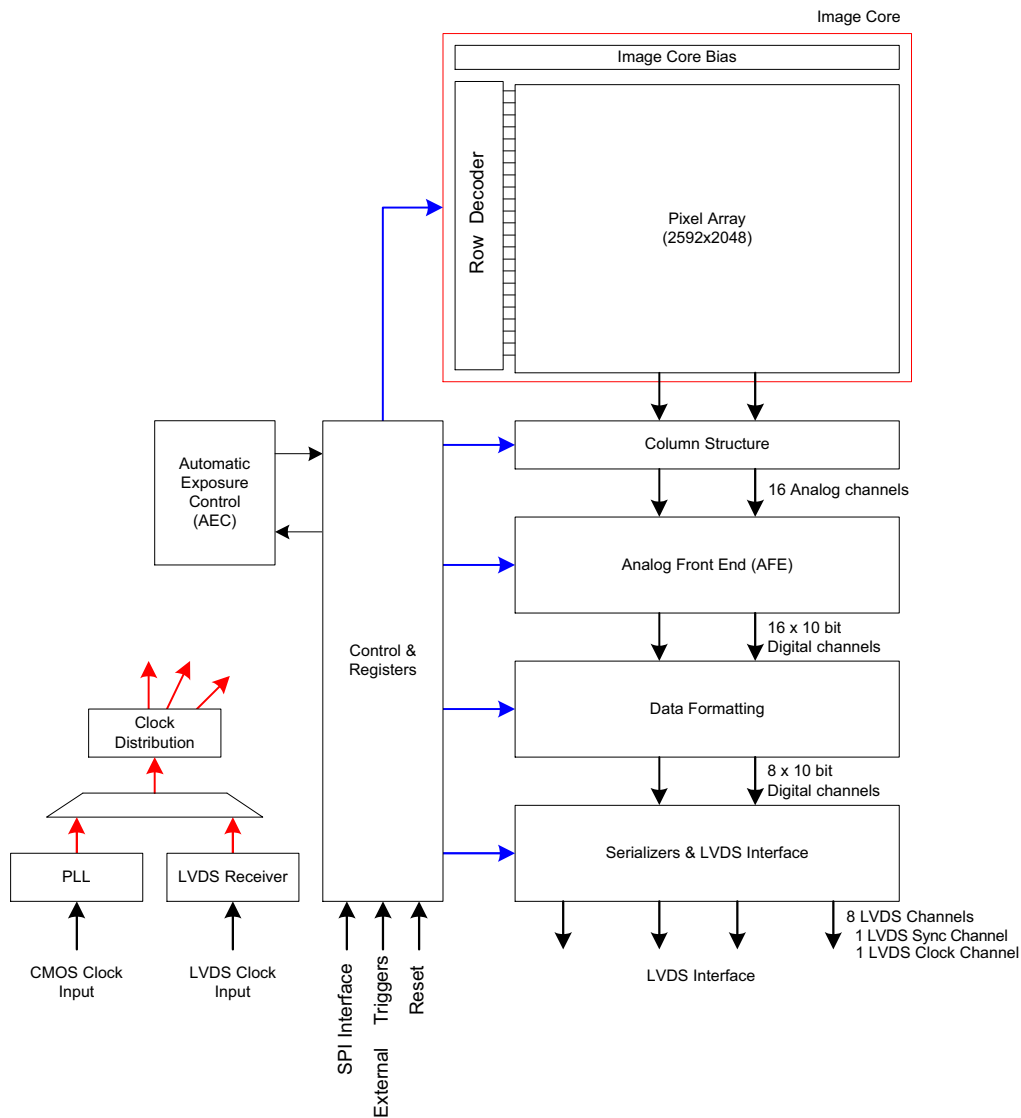 Image Core
Image Core Bias
Row Decoder
Pixel Array
(2592x2048)
Column Structure
16 Analog channels
Automatic
Exposure
Control
(AEC)
Analog Front End (AFE)
16 x 10 bit
Digital channels
Control &
Registers
Data Formatting
Clock
Distribution
8 x 10 bit
Digital channels
Serializers & LVDS Interface
PLL
LVDS Receiver
8 LVDS Channels
1 LVDS Sync Channel
1 LVDS Clock Channel
CMOS Clock
Input
LVDS Clock
Input
LVDS Interface
SPI Interface
External Triggers
Reset